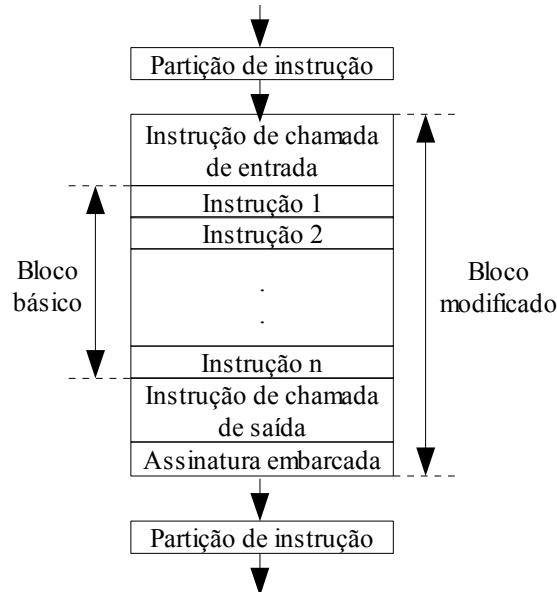 Partição de instrução
Instrução de chamada
de entrada
Instrução 1
Instrução 2
Bloco
básico
.
.
Bloco
modificado
Instrução n
Instrução de chamada
de saída
Assinatura embarcada
Partição de instrução